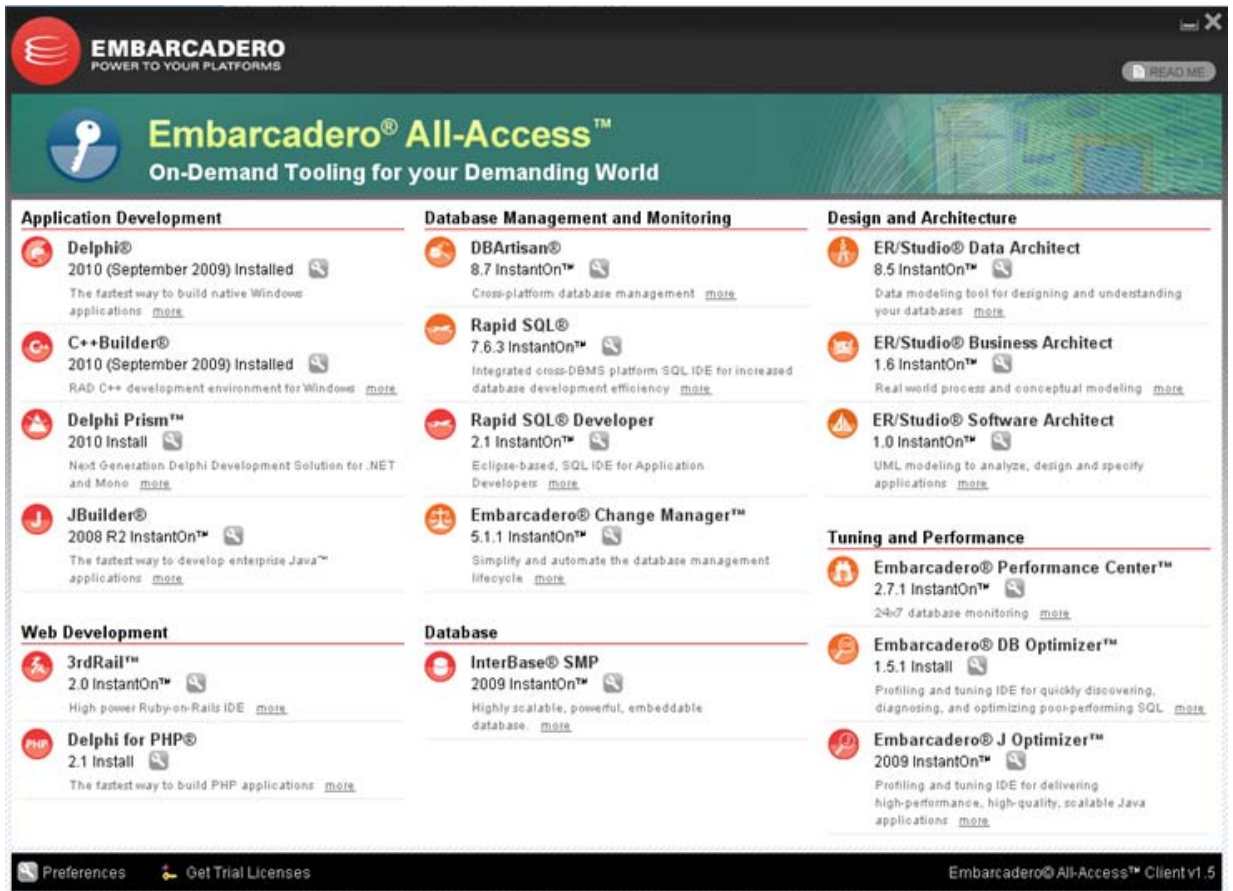 EMBARCADERO
POWER TO YOUR PLATFORMS
READ ME
Embarcadero® All-Access™
On-Demand Tooling for your Demanding World
Application Development
Delphi®
2010 (September 2009) Installed
The fastest way to build native Windows
applications more
C++Builder®
2010 (September 2009) Installed
RAD C++ development environment for Windows more
Delphi Prism™
2010 Install
Next Generation Delphi Development Solution for .NET
and Mono more
JBuilder®
2008 R2 InstantOn™
The fastest way to develop enterprise Java™
applications more
Web Development
3rdRail™
2.0 InstantOn™
High power Ruby-on-Rails IDE more
PHP
Delphi for PHP®
2.1 Install
The fastest way to build PHP applications more
Database Management and Monitoring
DBArtisan®
8.7 InstantOn™
Cross-platform database management more
Rapid SQL®
7.6.3 InstantOn™
Integrated cross-DBMS platform SQL IDE for increased
database development efficiency more
Rapid SQL® Developer
2.1 InstantOn™
Eclipse-based, SQL IDE for Application
Developers more
Embarcadero® Change Manager™
5.1.1 InstantOn™
Simplify and automate the database management
lifecycle more
Database
InterBase® SMP
2009 InstantOn™
Highly scalable, powerful, embeddable
database. more
Design and Architecture
ER/Studio® Data Architect
8.5 InstantOn™
Data modeling tool for designing and understanding
your databases more
ER/Studio® Business Architect
1.6 InstantOn™
Real world process and conceptual modeling more
ER/Studio® Software Architect
1.0 InstantOn™
UML modeling to analyze, design and specify
applications more
Tuning and Performance
Embarcadero® Performance Center™
2.7.1 InstantOn™
24x7 database monitoring more
Embarcadero® DB Optimizer™
1.5.1 Install
Profiling and tuning IDE for quickly discovering,
diagnosing, and optimizing poor-performing SQL more
Embarcadero® J Optimizer™
2009 InstantOn™
Profiling and tuning IDE for delivering
high-performance, high-quality, scalable Java
applications more
Preferences
Get Trial Licenses
Embarcadero® All-Access™ Client v1.5